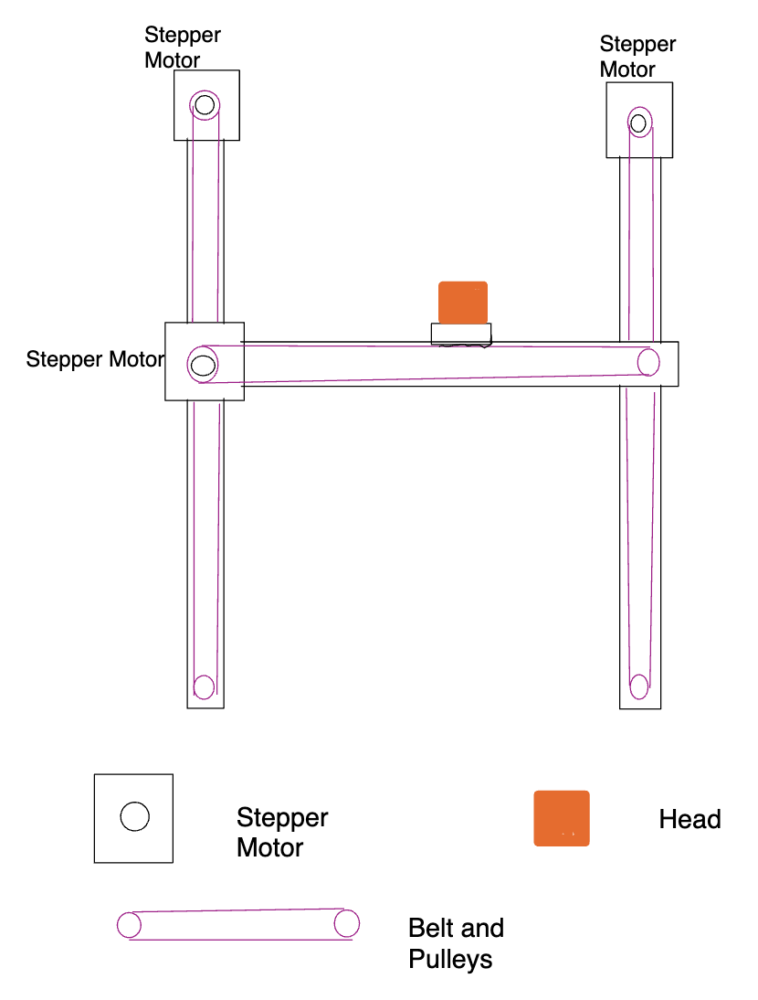 Stepper
Motor
Stepper
Motor
Stepper Motor
Stepper
Motor
Head
Belt and
Pulleys